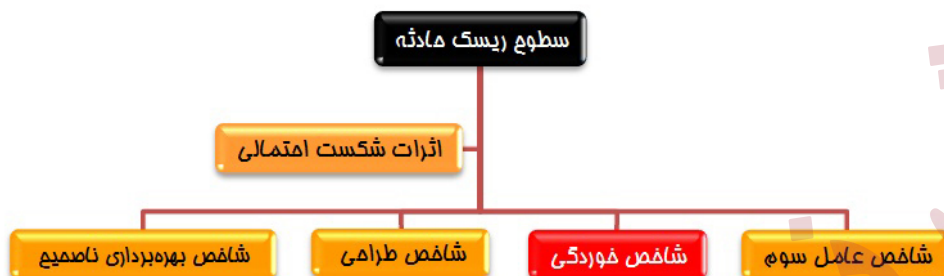 سطوح ریسک حادثه
اثرات شکست احتمالی
شاخص عامل سوم
شاخص خوردگی
شاخص طراحی
شاخص بهره‌برداری ناصحیح